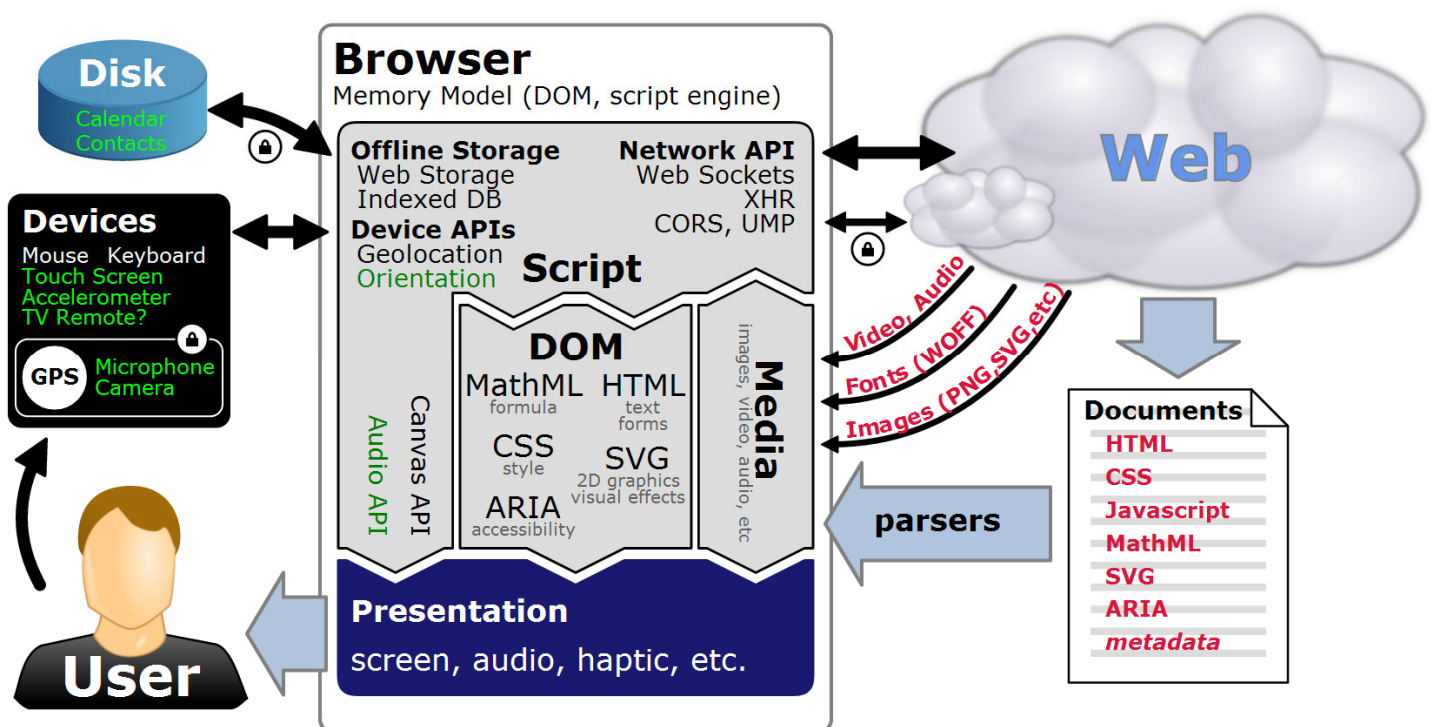 Disk
Calendar
Contacts
Devices
Mouse Keyboard
Touch Screen
Accelerometer
TV Remote?
GPS
Microphone
Camera
User
Browser
Memory Model (DOM, script engine)
Offline Storage
Web Storage
Indexed DB
Device APIs
Geolocation
Orientation
Network API
Web Sockets
XHR
CORS, UMP
Script
Audio API
Canvas API
DOM
MathML
formula
HTML
text
forms
CSS
style
SVG
2D graphics
visual effects
ARIA
accessibility
Media
images, video, audio, etc
Presentation
screen, audio, haptic, etc.
Web
Video, Audio
Fonts (WOFF)
Images (PNG,SVG,etc)
parsers
Documents
HTML
CSS
Javascript
MathML
SVG
ARIA
metadata